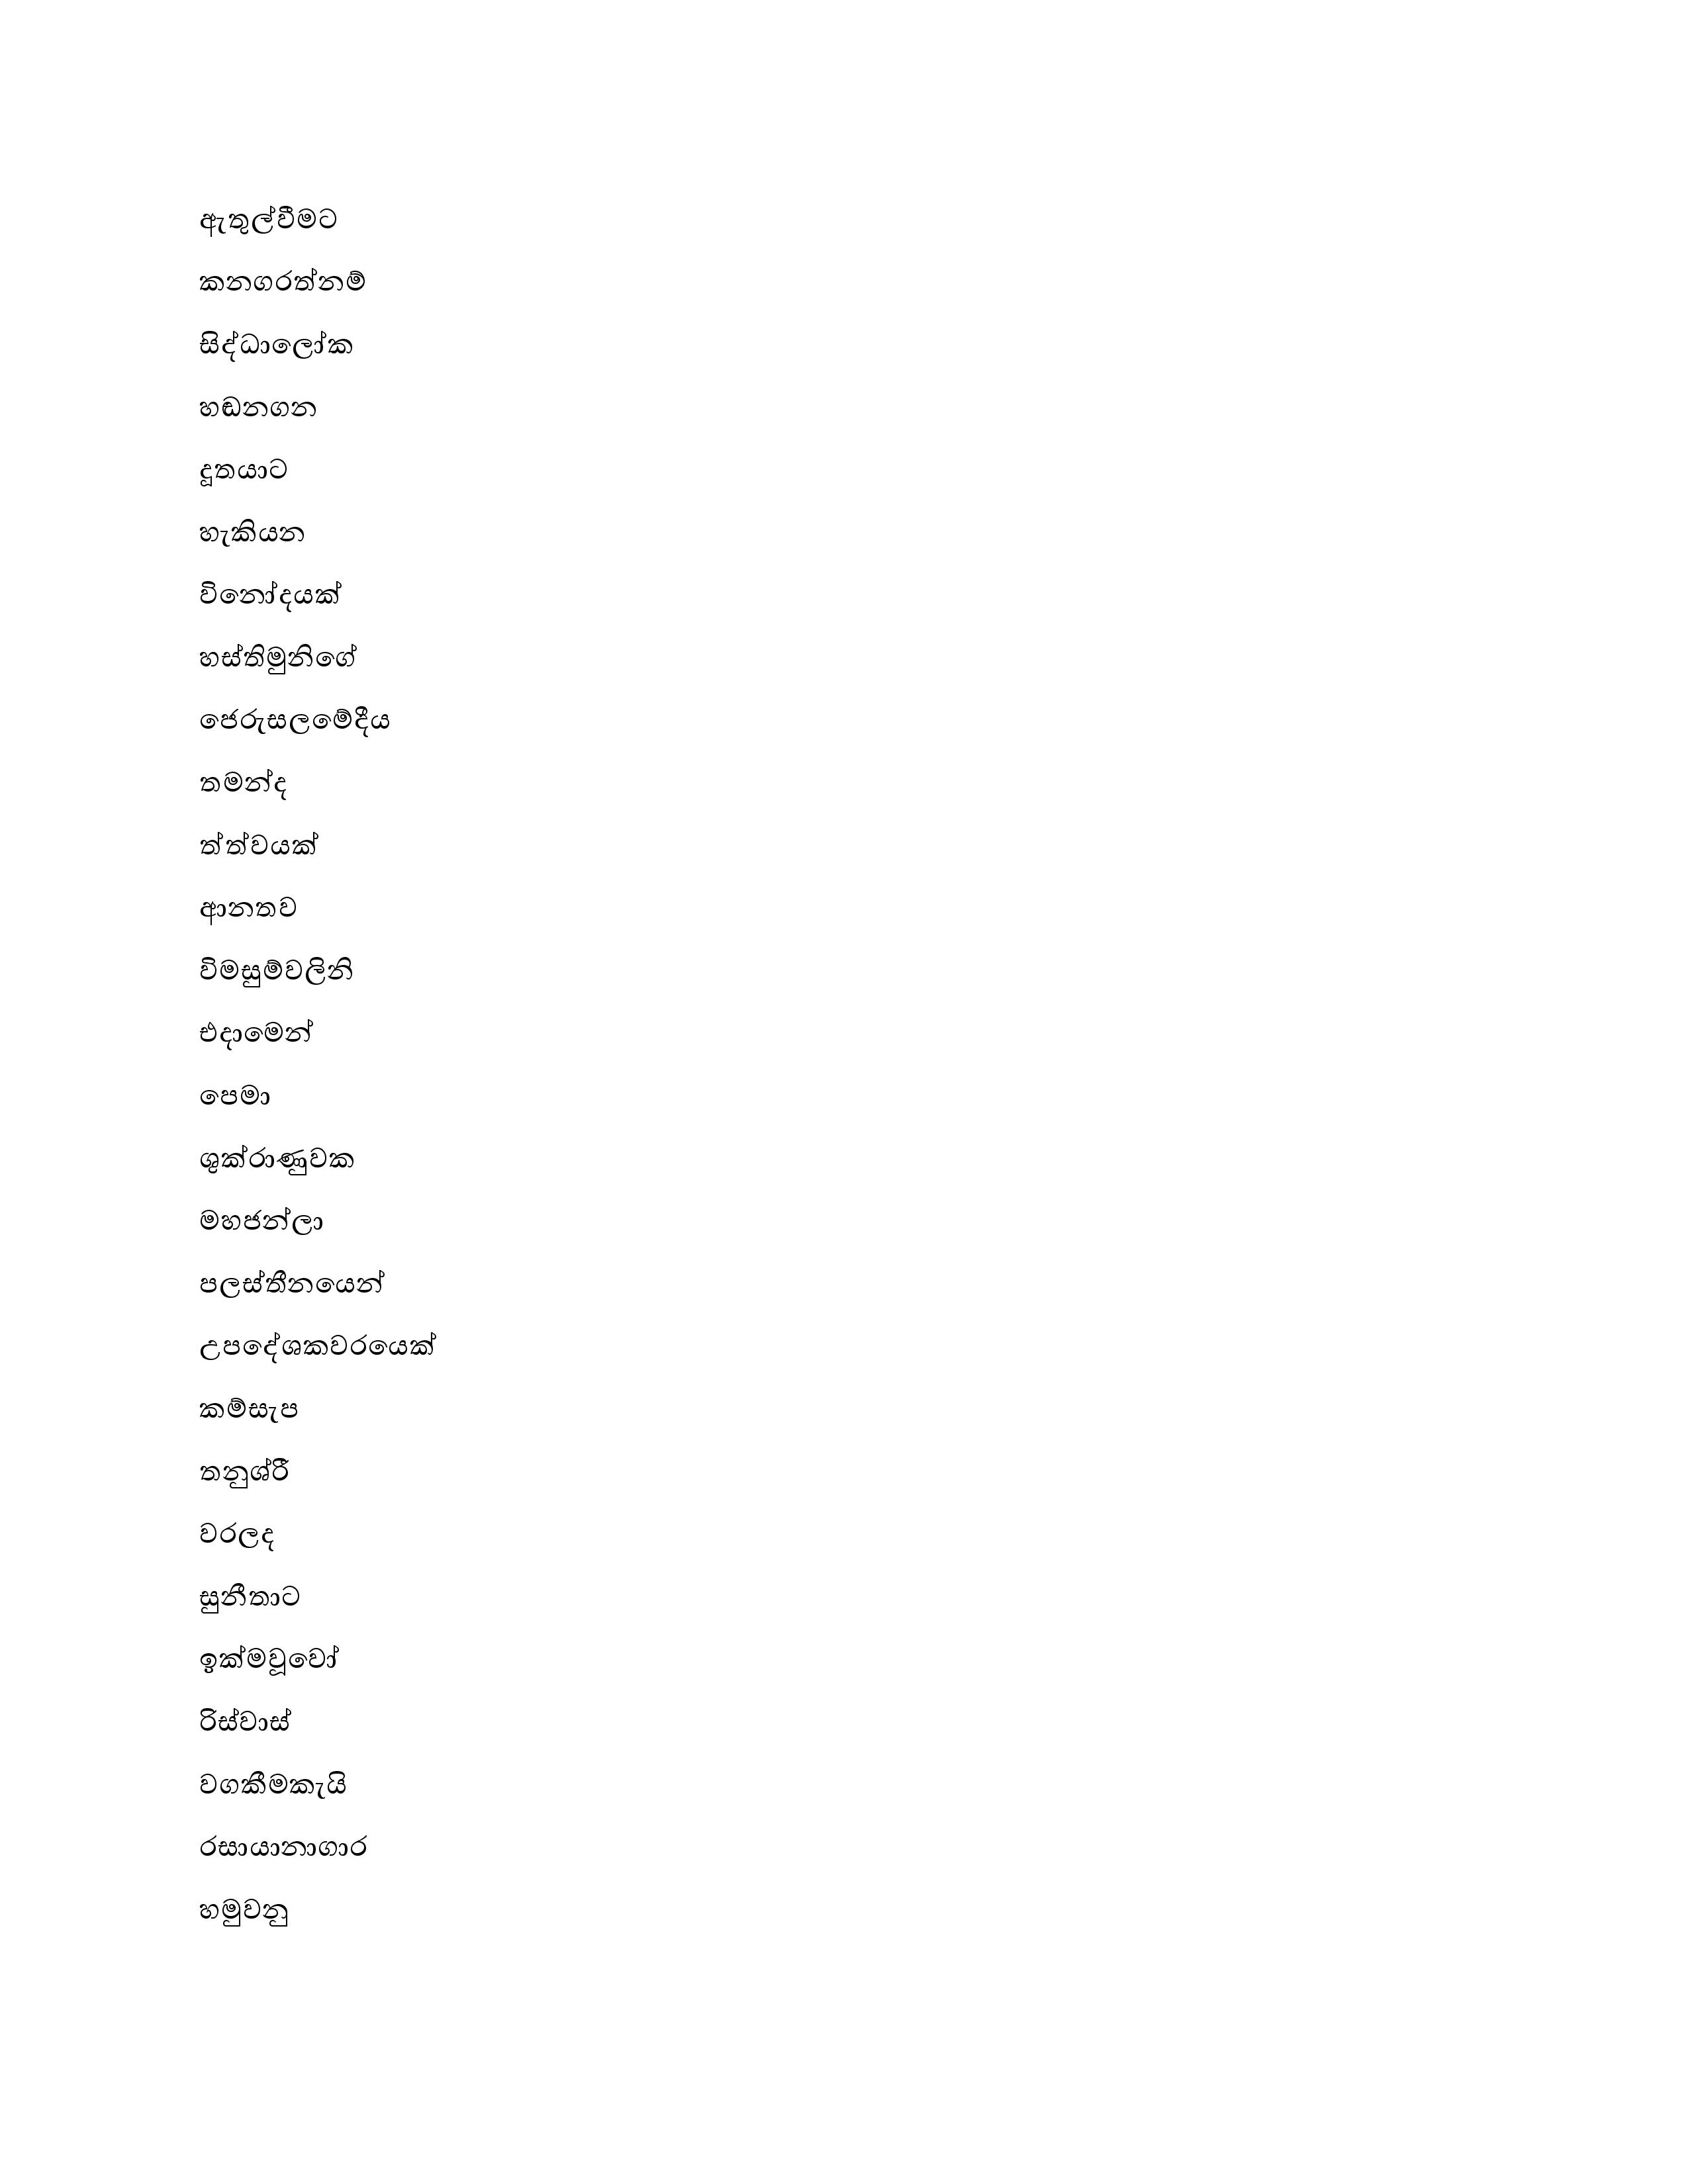 ඇතුල්වීමට
කනගරත්නම්
සිද්ධාලෝක
හඬනගන
දූතයාට
හැකියන
විනෝදයක්
හස්තිමුනිගේ
ජෙරුසලමේදීය
තමන්ද
ත්ත්වයක්
ආනතව
විමසුම්වලිනි
එදාමෙන්
පෙමා
ශුක්රාණුවක
මහජන්ලා
පලස්තීනයෙන්
උපදේශකවරයෙක්
කම්සැප
තනුශ්රී
වරලද
සුනීතාට
ඉක්මවූවෝ
රිස්වාස්
වගකීමකැයි
රසායානාගාර
හමුවනු